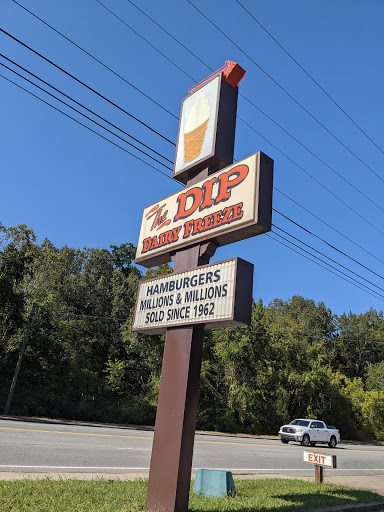 The DIP
DAIRY FREEZE
HAMBURGERS
MILLIONS & MILLIONS
SOLD SINCE 1962
EXIT